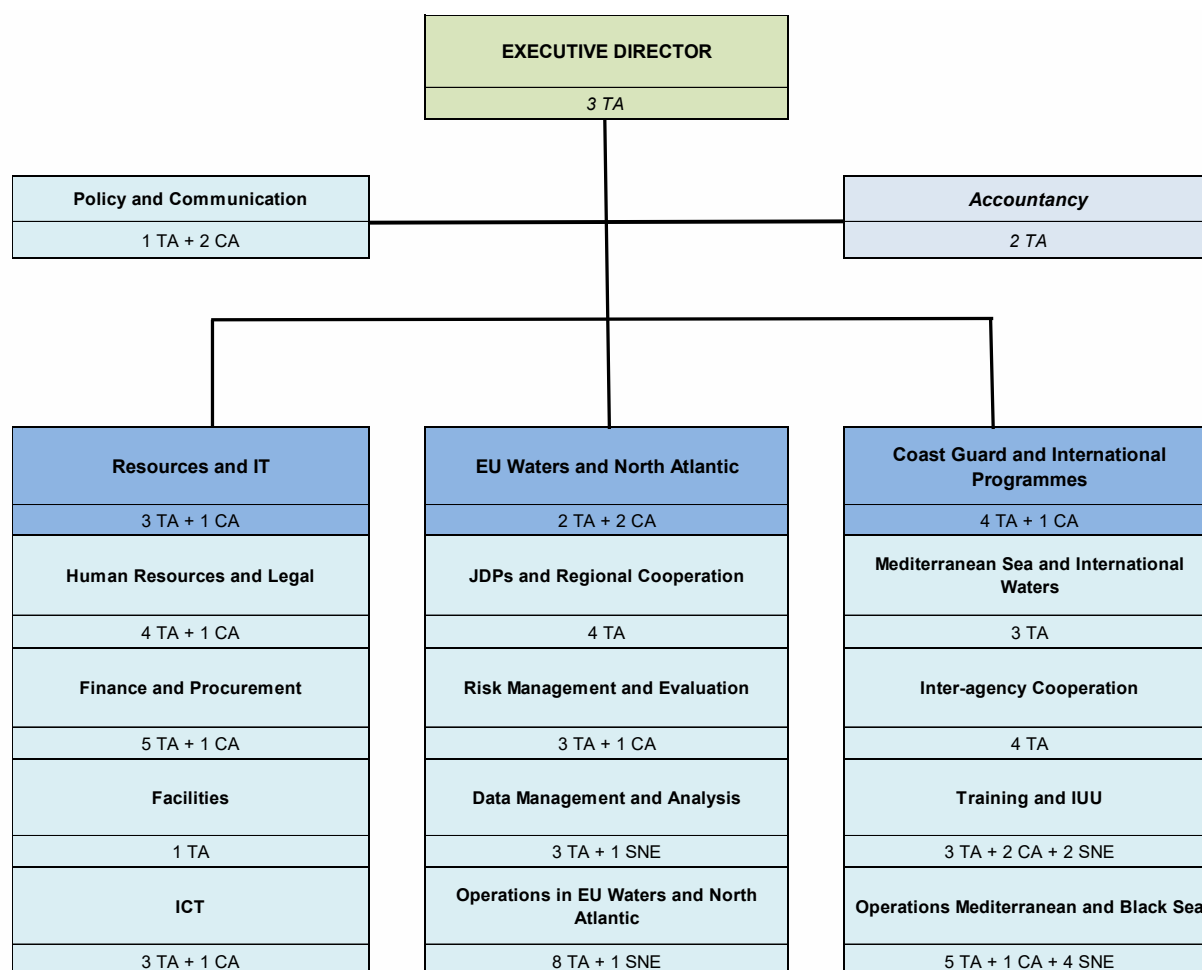 EXECUTIVE DIRECTOR
3 TA
Policy and Communication
1 TA + 2 CA
Accountancy
2 TA
Resources and IT
3 TA + 1 CA
Human Resources and Legal
4 TA + 1 CA
Finance and Procurement
5 TA + 1 CA
Facilities
1 TA
ICT
3 TA + 1 CA
EU Waters and North Atlantic
2 TA + 2 CA
JDPs and Regional Cooperation
4 TA
Risk Management and Evaluation
3 TA + 1 CA
Data Management and Analysis
3 TA + 1 SNE
Operations in EU Waters and North
Atlantic
8 TA + 1 SNE
Coast Guard and International
Programmes
4 TA + 1 CA
Mediterranean Sea and International
Waters
3 TA
Inter-agency Cooperation
4 TA
Training and IUU
3 TA + 2 CA + 2 SNE
Operations Mediterranean and Black Sea
5 TA + 1 CA + 4 SNE